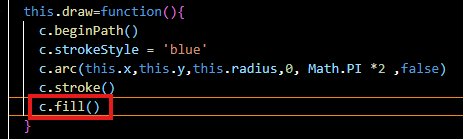 this.draw=function(){
c.beginPath()
c.strokeStyle = 'blue'
c.arc(this.x,this.y,this.radius,0, Math.PI *2 ,false)
c.stroke()
c.fill()
}